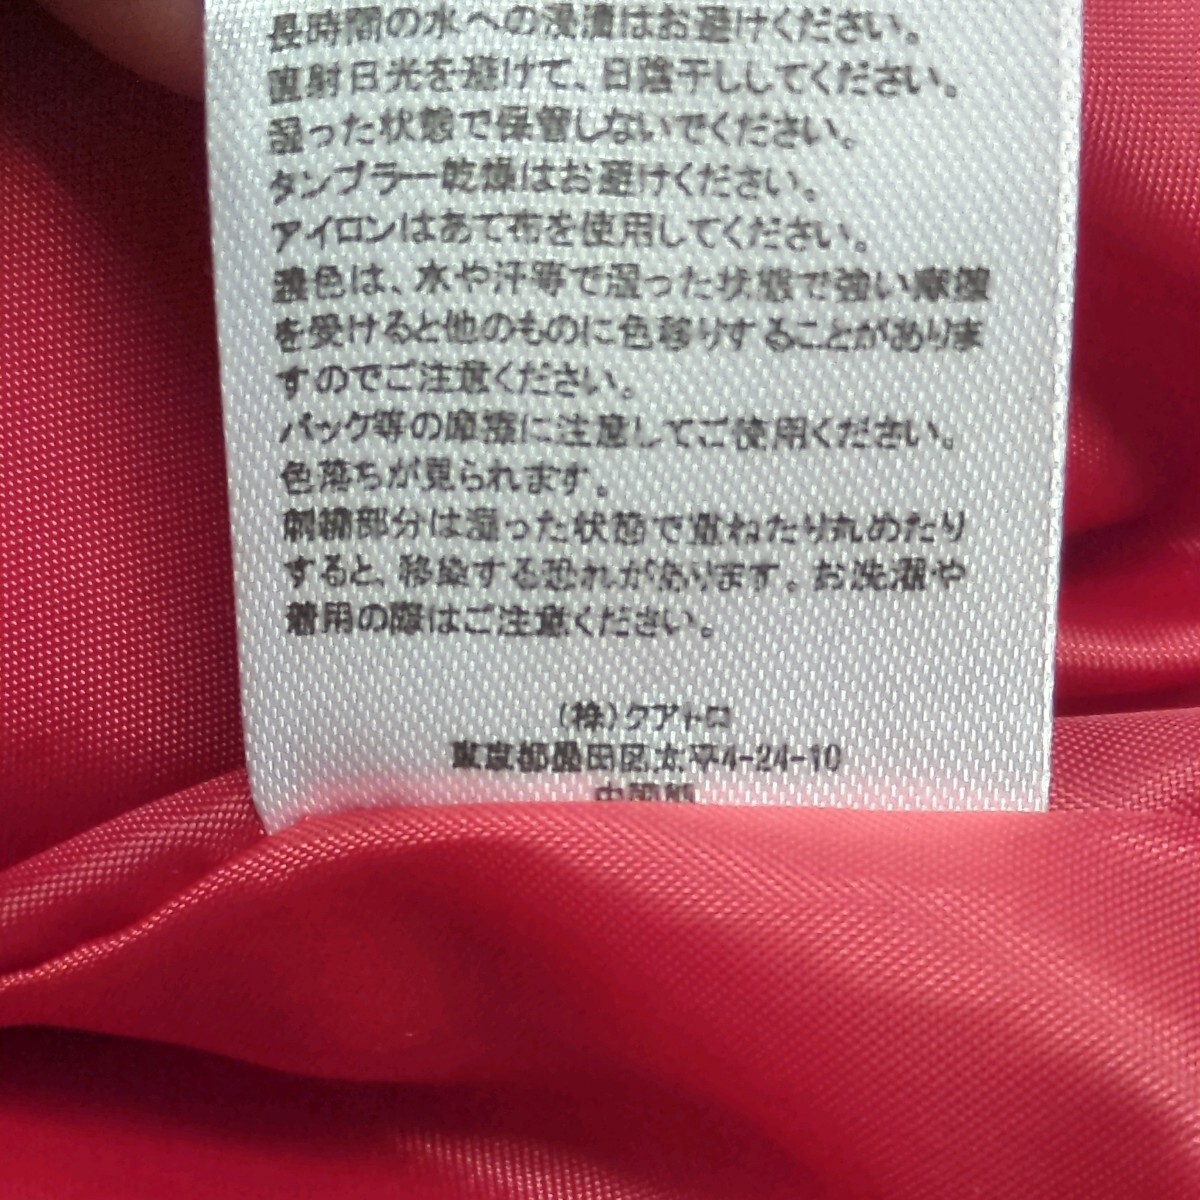 長時間の水への浸漬はお避けください。
直射日光を避けて、日陰干ししてください。
湿った状態で保管しないでください。
タンブラー乾燥はお避けください。
アイロンはあて布を使用してください。
濃色は、水や汗等で湿った状態で強い摩擦
を受けると他のものに色移りすることがありま
すのでご注意ください。
バッグ等の摩擦に注意してご使用ください。
色落ちが見られます。
刺繍部分は湿った状態で重ねたり丸めたり
すると、移染する恐れがあります。お洗濯や
着用の際はご注意ください。
(株)クアトロ
東京都墨田区太平4-24-10
中国製